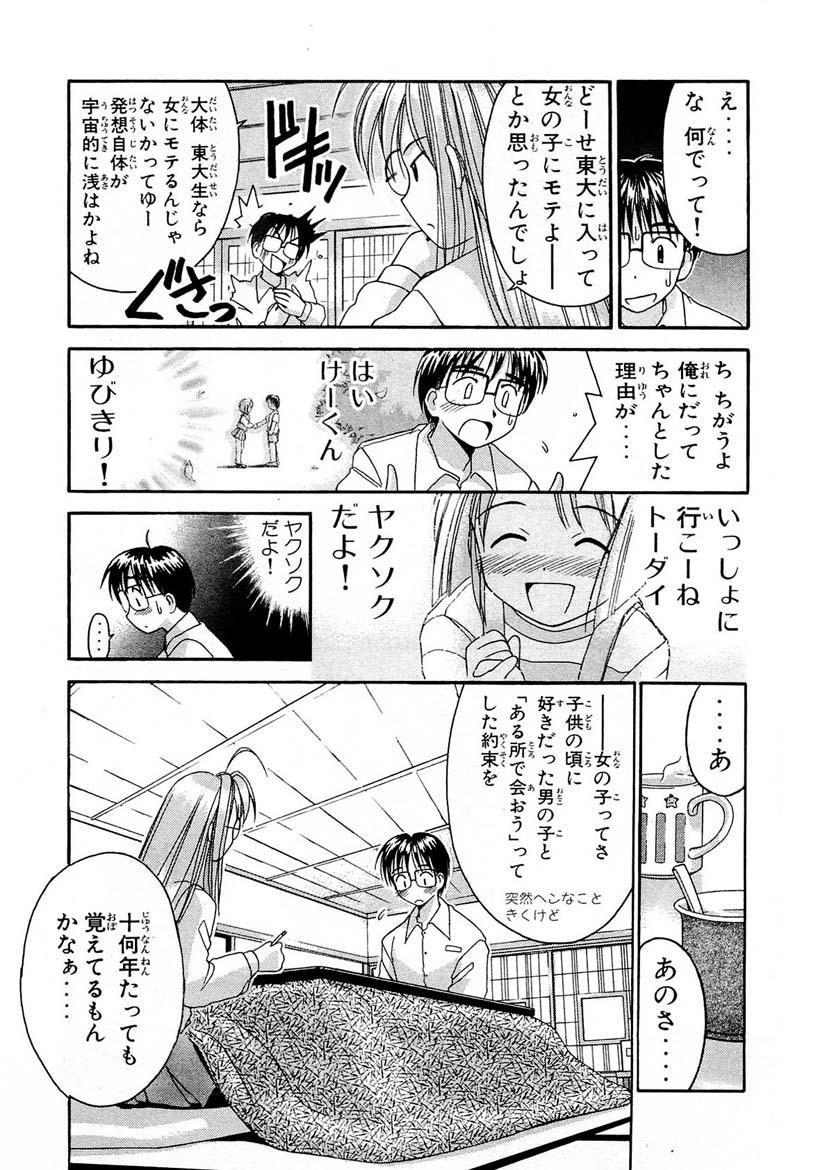 え‥‥
な 何でって!
どーせ東大に入って
女の子にモテよ――
とか思ったんでしょ
ドキッ
大体 東大生なら
女にモテるんじゃ
ないかってゆー
発想自体が
宇宙的に浅はかよね
ぐさっ
ち ちがうよ
俺にだって
ちゃんとした
理由が‥‥
はい
けーくん
ゆびきり!
いっしょに
行こーね
トーダイ
ヤクソク
だよ!
ヤクソク
だよ!
‥‥
‥‥あ
あのさ‥‥
――女の子ってさ
子供の頃に
好きだった男の子と
「ある所で会おう」って
した約束を
突然ヘンなこと
きくけど
十何年たっても
覚えてるもん
かなぁ‥‥